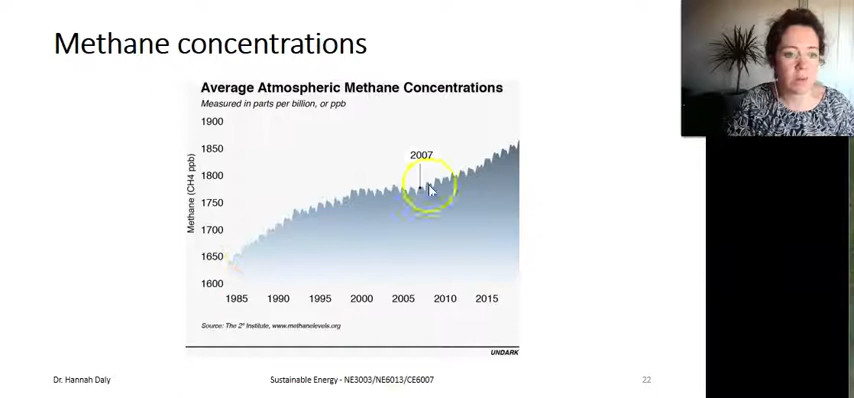 Methane concentrations
Average Atmospheric Methane Concentrations
Measured in parts per billion, or ppb
1900
1850
1800
1750
1700
1650
1600
Methane (CH4 ppb)
2007
1985 1990 1995 2000 2005 2010 2015
Source: The 2° Institute, www.methanelevels.org
UNDARK
Dr. Hannah Daly
Sustainable Energy - NE3003/NE6013/CE6007
22